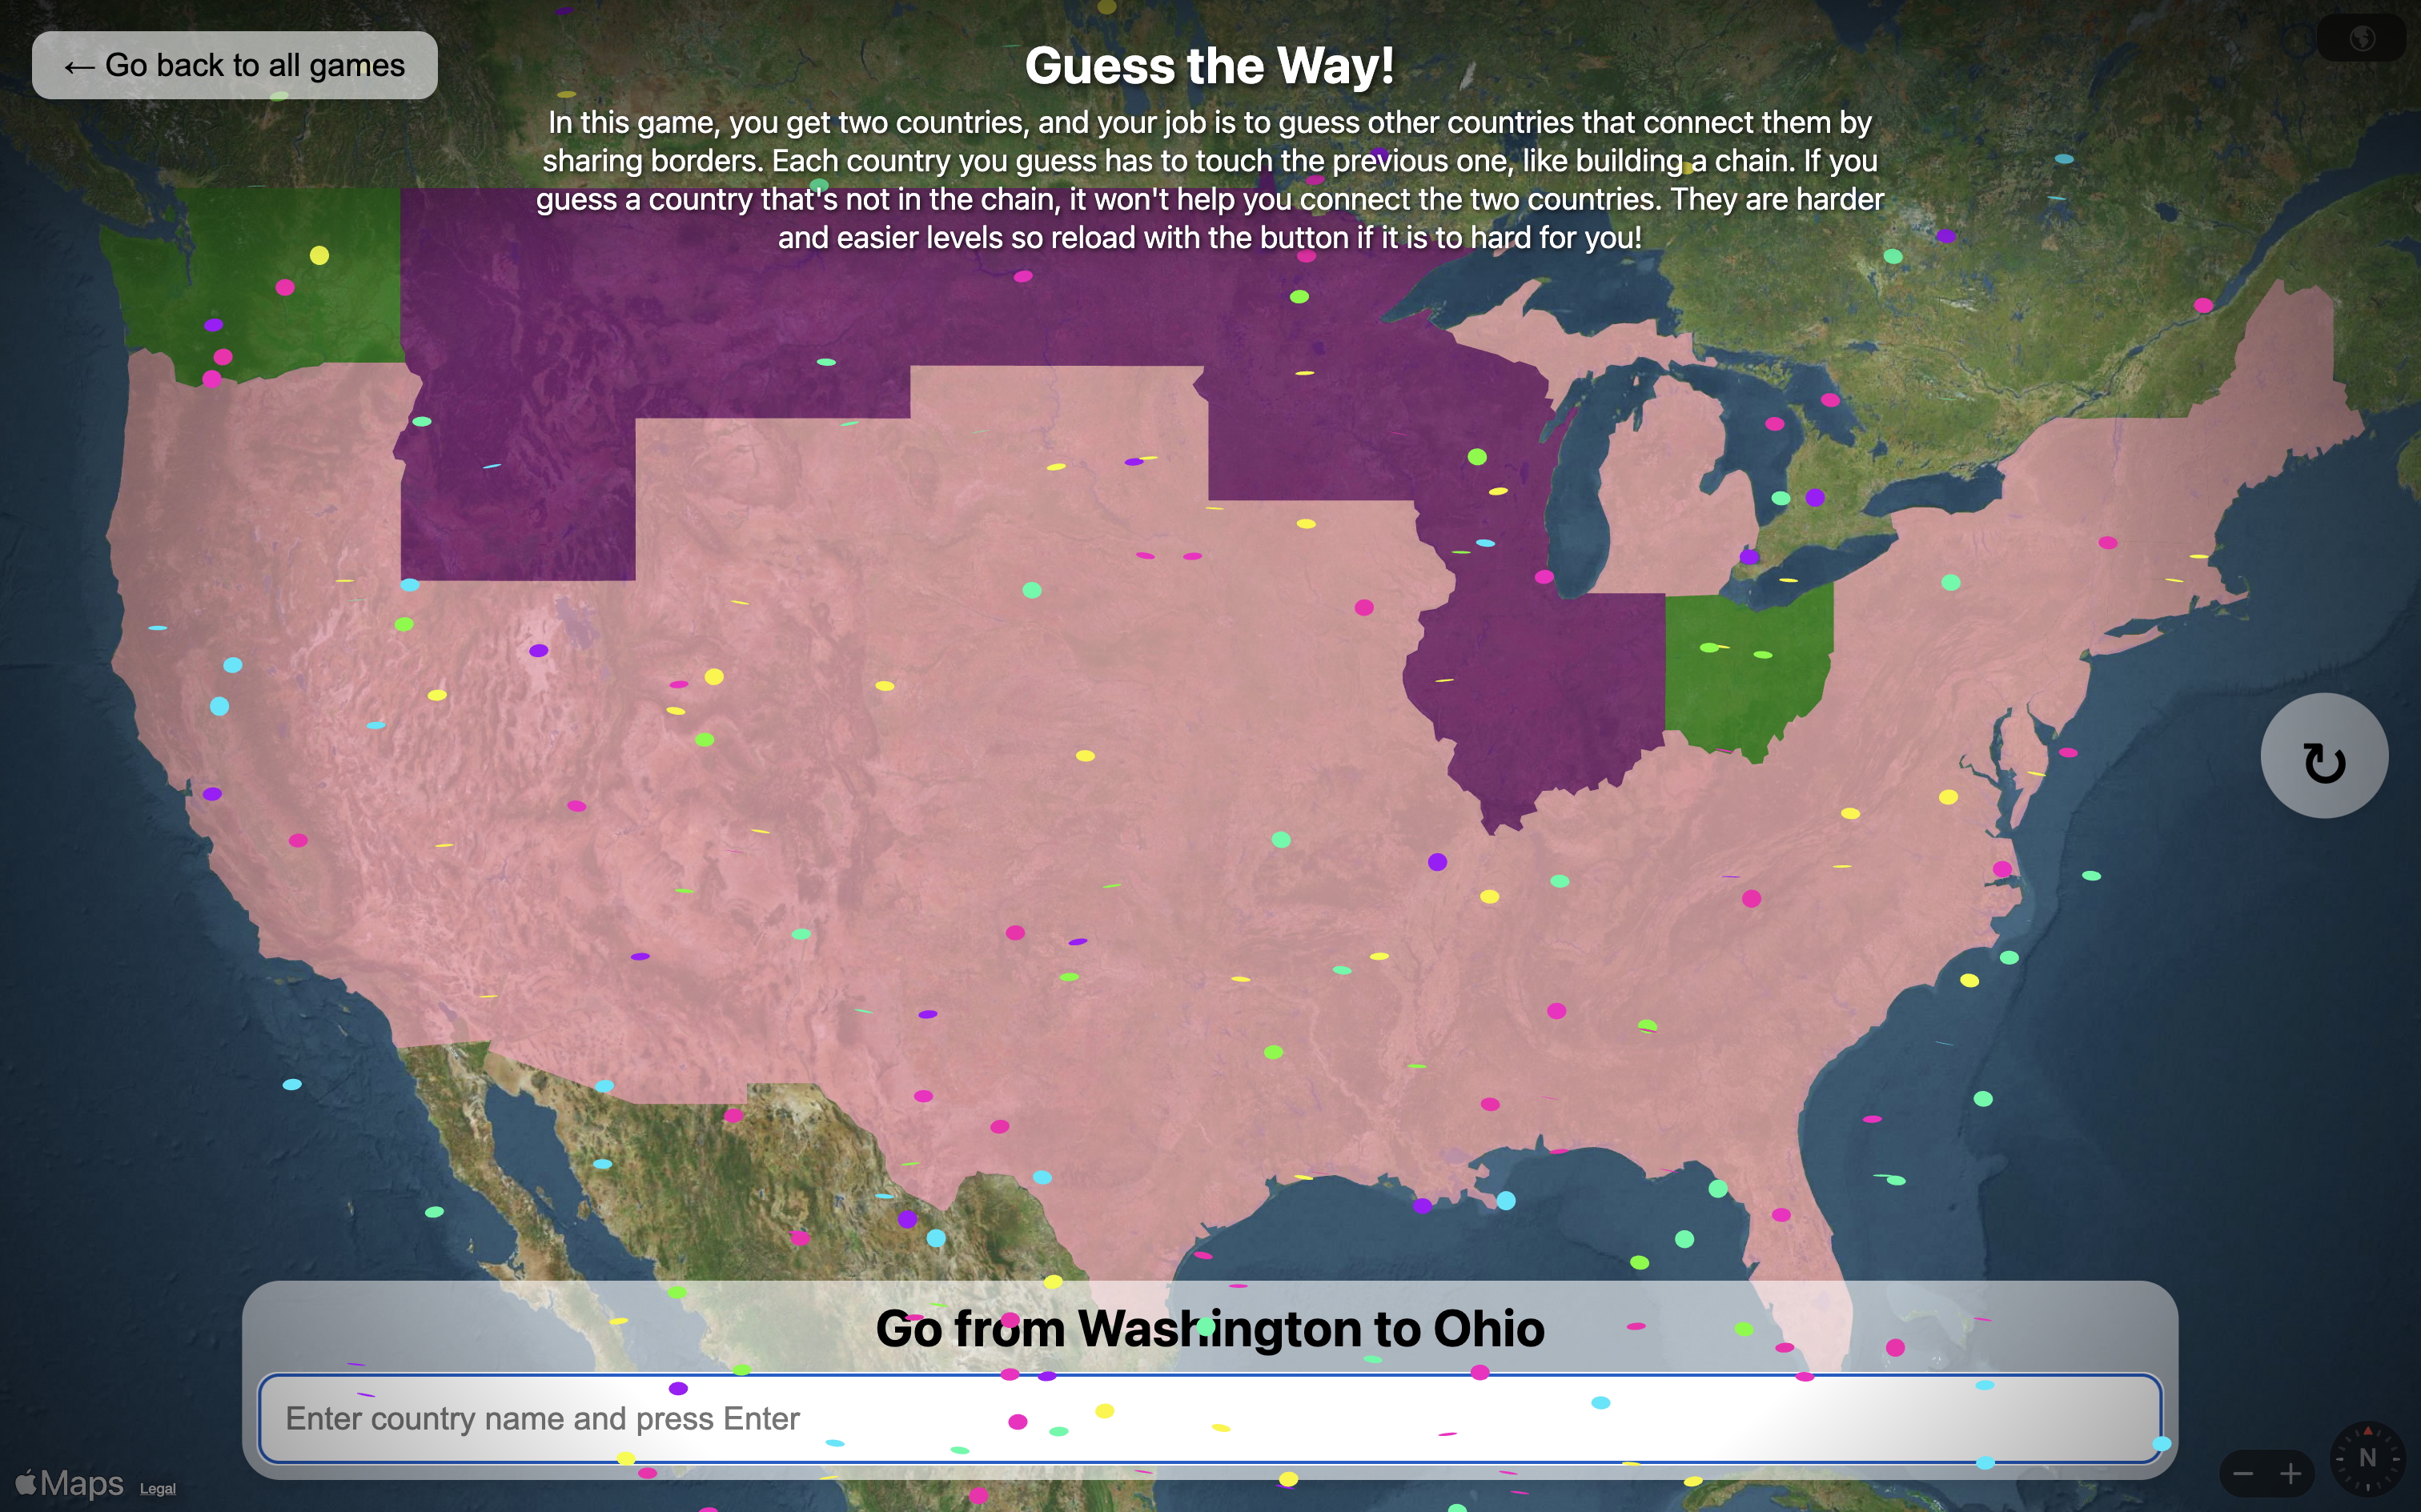 ← Go back to all games
Guess the Way!
In this game, you get two countries, and your job is to guess other countries that connect them by
sharing borders. Each country you guess has to touch the previous one, like building a chain. If you
guess a country that's not in the chain, it won't help you connect the two countries. They are harder
and easier levels so reload with the button if it is to hard for you!
↻
Go from Washington to Ohio
Enter country name and press Enter
Maps Legal
− +
N